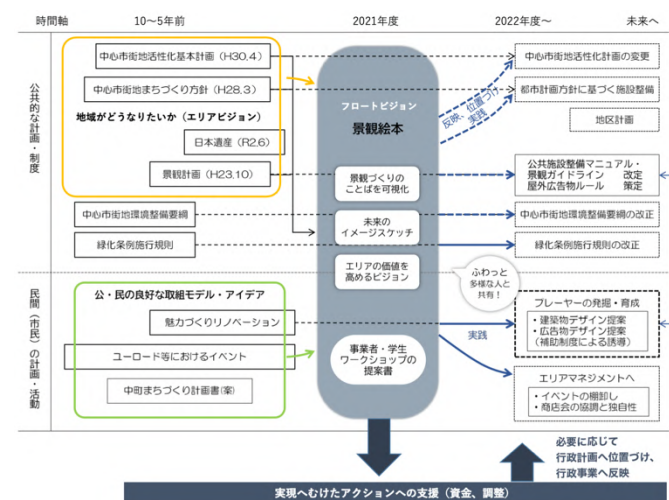 時間軸
10〜5年前
2021年度
2022年度〜
未来へ
公共的な計画・制度
中心市街地活性化基本計画（H30.4）
中心市街地まちづくり方針（H28.3）
地域がどうなりたいか（エリアビジョン）
日本遺産（R2.6）
景観計画（H23.10）
中心市街地環境整備要綱
緑化条例施行規則
フロートビジョン
景観絵本
景観づくりの
ことばを可視化
未来の
イメージスケッチ
エリアの価値を
高めるビジョン
反映、位置づけ
実践
中心市街地活性化計画の変更
都市計画方針に基づく施設整備
地区計画
公共施設整備マニュアル・
景観ガイドライン　改定
屋外広告物ルール　策定
中心市街地環境整備要綱の改正
緑化条例施行規則の改正
ふわっと
多様な人と
共有！
民間（市民）の計画・活動
公・民の良好な取組モデル・アイデア
魅力づくりリノベーション
ユーロード等におけるイベント
中町まちづくり計画書(案)
事業者・学生
ワークショップの
提案書
実践
プレーヤーの発掘・育成
・建築物デザイン提案
・広告物デザイン提案
（補助制度による誘導）
エリアマネジメントへ
・イベントの棚卸し
・商店会の協調と独自性
必要に応じて
行政計画へ位置づけ、
行政事業へ反映
実現へむけたアクションへの支援（資金、調整）